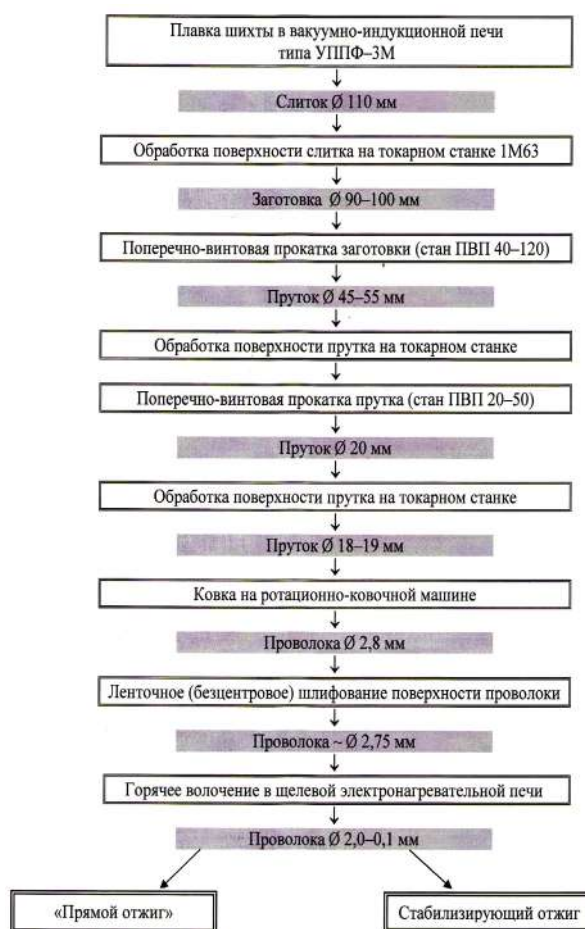 Плавка шихты в вакуумно-индукционной печи
типа УППФ–3М
Слиток Ø 110 мм
Обработка поверхности слитка на токарном станке 1М63
Заготовка Ø 90–100 мм
Поперечно-винтовая прокатка заготовки (стан ПВП 40–120)
Пруток Ø 45–55 мм
Обработка поверхности прутка на токарном станке
Поперечно-винтовая прокатка прутка (стан ПВП 20–50)
Пруток Ø 20 мм
Обработка поверхности прутка на токарном станке
Пруток Ø 18–19 мм
Ковка на ротационно-ковочной машине
Проволока Ø 2,8 мм
Ленточное (безцентровое) шлифование поверхности проволоки
Проволока ~ Ø 2,75 мм
Горячее волочение в щелевой электронагревательной печи
Проволока Ø 2,0–0,1 мм
«Прямой отжиг»
Стабилизирующий отжиг